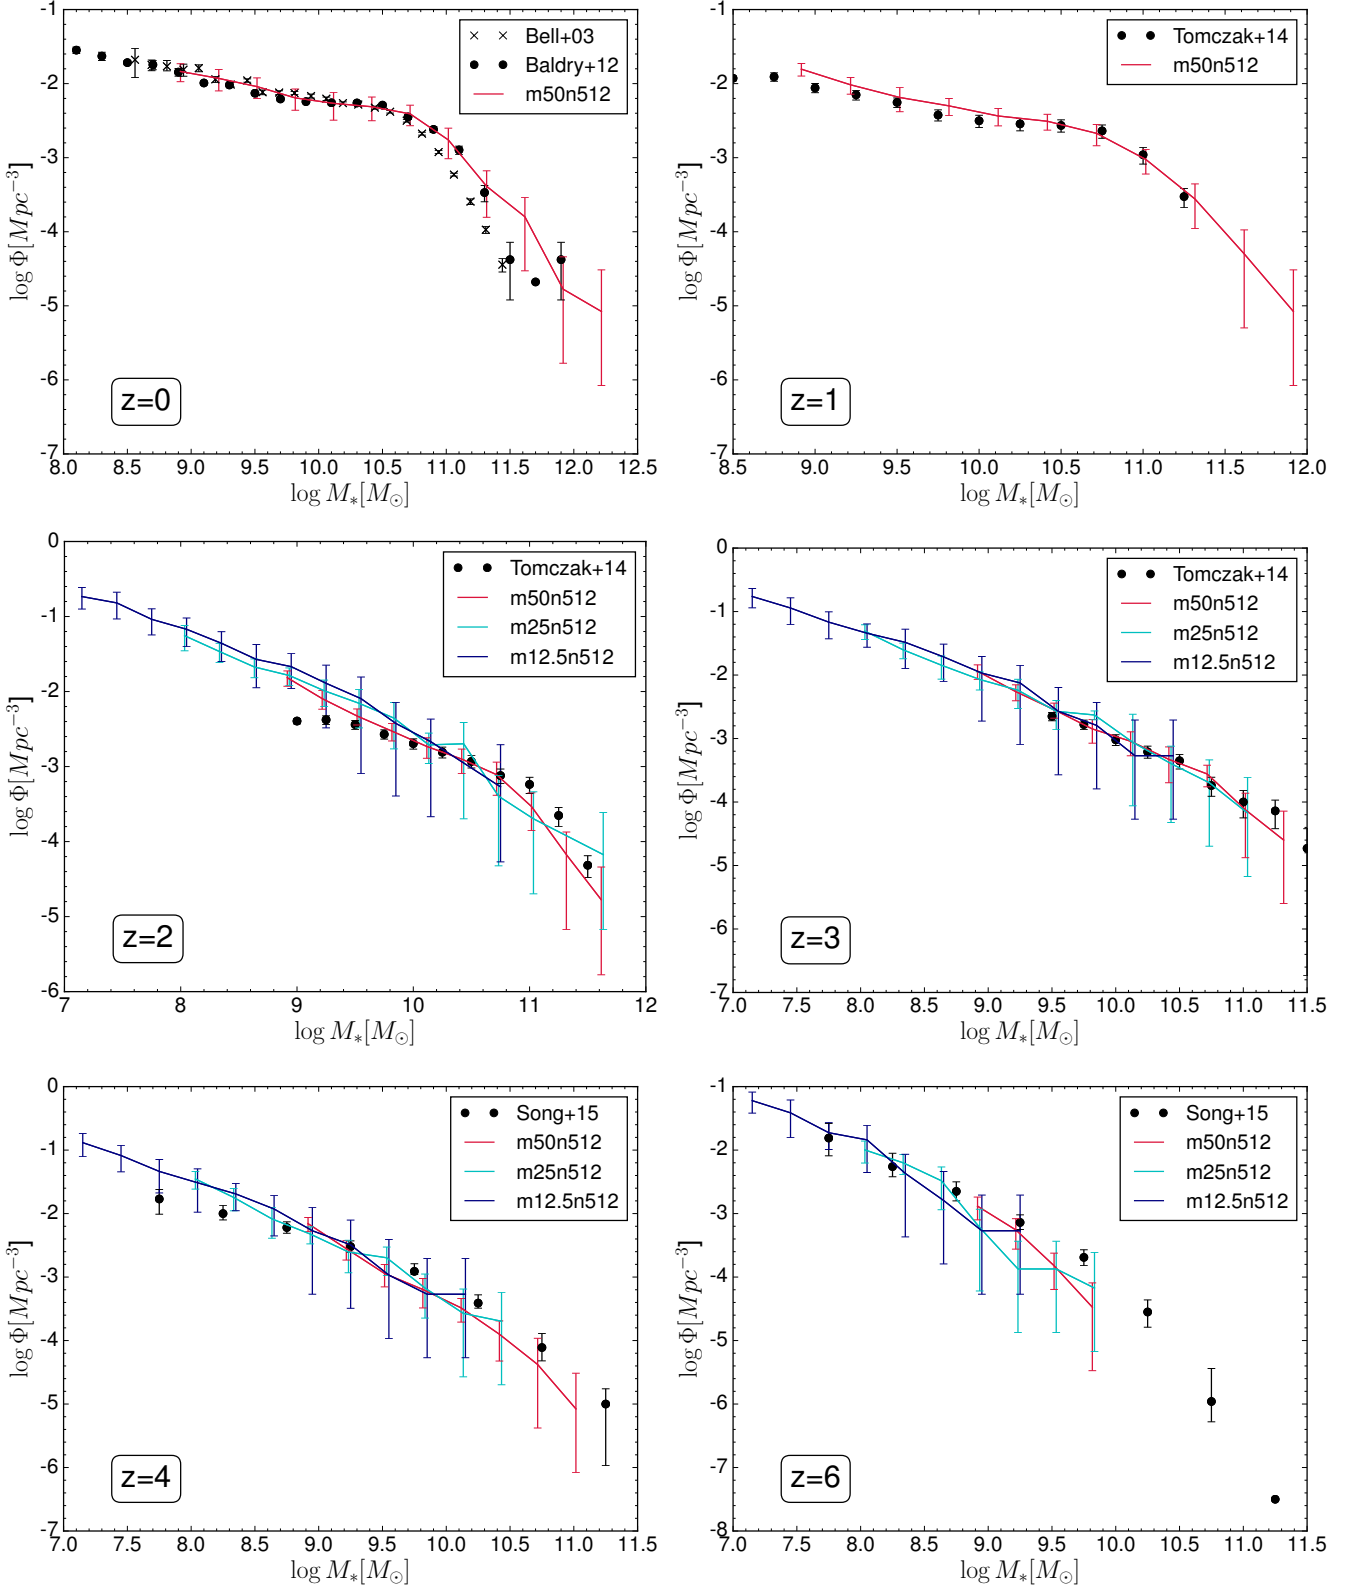 -1
-2
-3
-4
-5
-6
-7
log Φ[Mpc⁻³]
Bell+03
Baldry+12
m50n512
z=0
8.0 8.5 9.0 9.5 10.0 10.5 11.0 11.5 12.0 12.5
log M*[M⊙]
-1
-2
-3
-4
-5
-6
-7
log Φ[Mpc⁻³]
Tomczak+14
m50n512
z=1
8.5 9.0 9.5 10.0 10.5 11.0 11.5 12.0
log M*[M⊙]
0
-1
-2
-3
-4
-5
-6
log Φ[Mpc⁻³]
Tomczak+14
m50n512
m25n512
m12.5n512
z=2
7 8 9 10 11 12
log M*[M⊙]
0
-1
-2
-3
-4
-5
-6
-7
log Φ[Mpc⁻³]
Tomczak+14
m50n512
m25n512
m12.5n512
z=3
7.0 7.5 8.0 8.5 9.0 9.5 10.0 10.5 11.0 11.5
log M*[M⊙]
0
-1
-2
-3
-4
-5
-6
-7
log Φ[Mpc⁻³]
Song+15
m50n512
m25n512
m12.5n512
z=4
7.0 7.5 8.0 8.5 9.0 9.5 10.0 10.5 11.0 11.5
log M*[M⊙]
-1
-2
-3
-4
-5
-6
-7
-8
log Φ[Mpc⁻³]
Song+15
m50n512
m25n512
m12.5n512
z=6
7.0 7.5 8.0 8.5 9.0 9.5 10.0 10.5 11.0 11.5
log M*[M⊙]